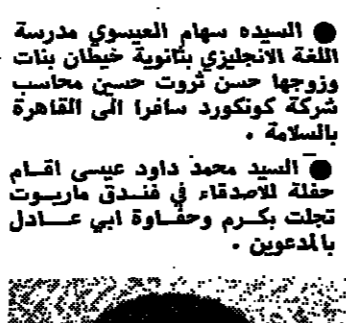 ● السيده سهام العيسوي مدرسة
اللغة الانجليزي بثانوية خيطان بنات
وزوجها حسن ثروت حسين محاسب
شركة كونكورد سافرا الى القاهرة
بالسلامة .
● السيد محمد داود عيسى اقام
حفلة للاصدقاء في فندق ماريوت
تجلت بكرم وحفاوة ابي عادل
بالمدعوين .